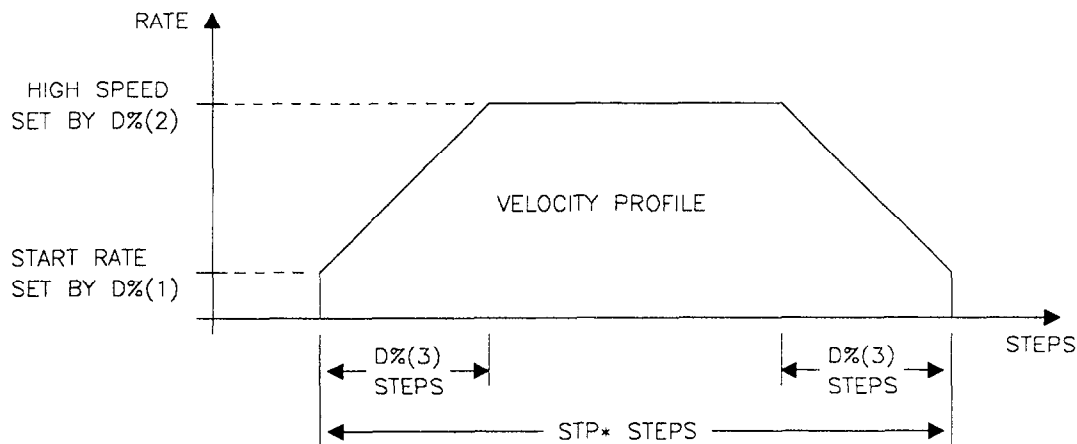 RATE
HIGH SPEED
SET BY D%(2)
VELOCITY PROFILE
START RATE
SET BY D%(1)
STEPS
D%(3)
STEPS
D%(3)
STEPS
STP* STEPS